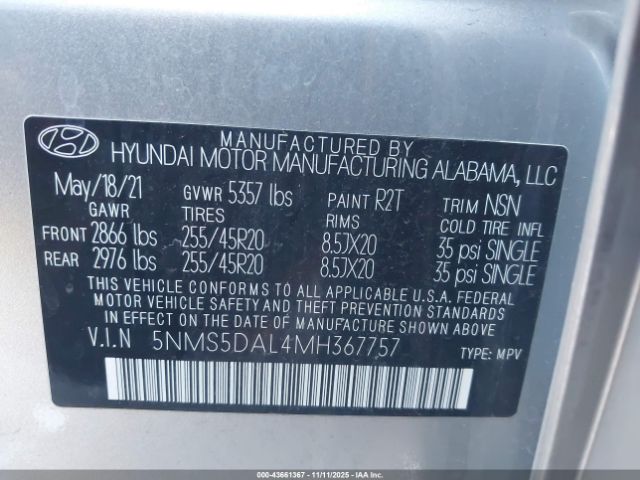 MANUFACTURED BY
HYUNDAI MOTOR MANUFACTURING ALABAMA, LLC
May/18/21 GVWR 5357 lbs PAINT R2T TRIM NSN
GAWR TIRES RIMS COLD TIRE INFL
FRONT 2866 lbs 255/45R20 8.5JX20 35 psi SINGLE
REAR 2976 lbs 255/45R20 8.5JX20 35 psi SINGLE
THIS VEHICLE CONFORMS TO ALL APPLICABLE U.S.A. FEDERAL
MOTOR VEHICLE SAFETY AND THEFT PREVENTION STANDARDS
IN EFFECT ON THE DATE OF MANUFACTURE SHOWN ABOVE.
V.I.N 5NMS5DAL4MH367757 TYPE: MPV
000-43661367 - 11/11/2025 - IAAI.COM